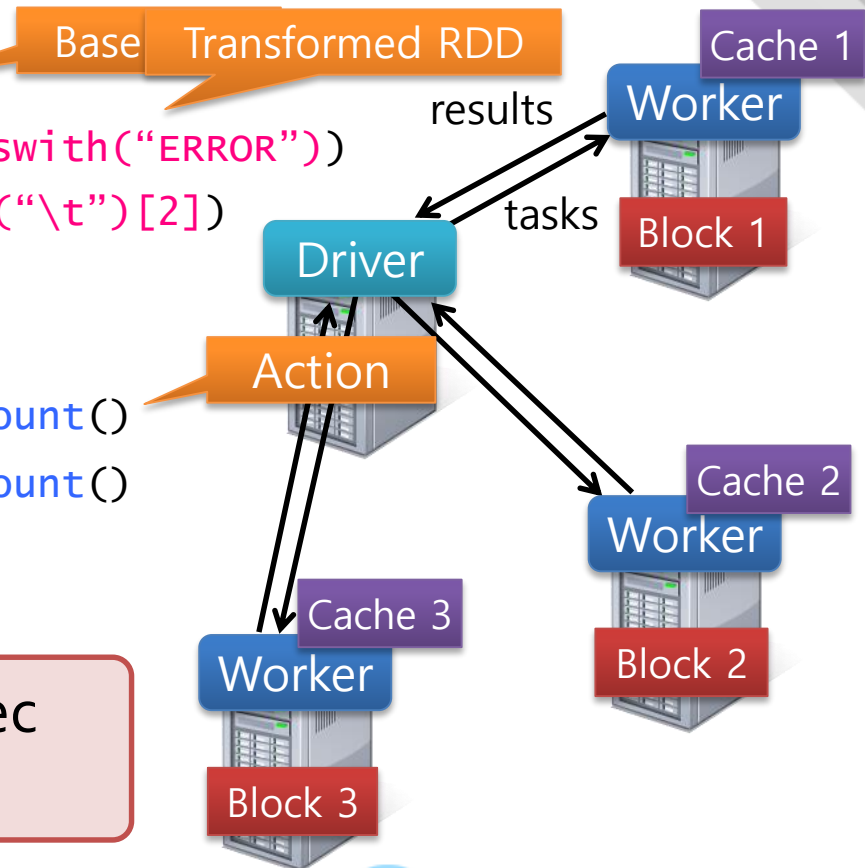 Base
Transformed RDD
Cache 1
Worker
results
swith(“ERROR”))
tasks
(“\t”)[2])
Block 1
Driver
Action
ount()
ount()
Cache 2
Worker
Cache 3
Worker
Block 2
ec
Block 3